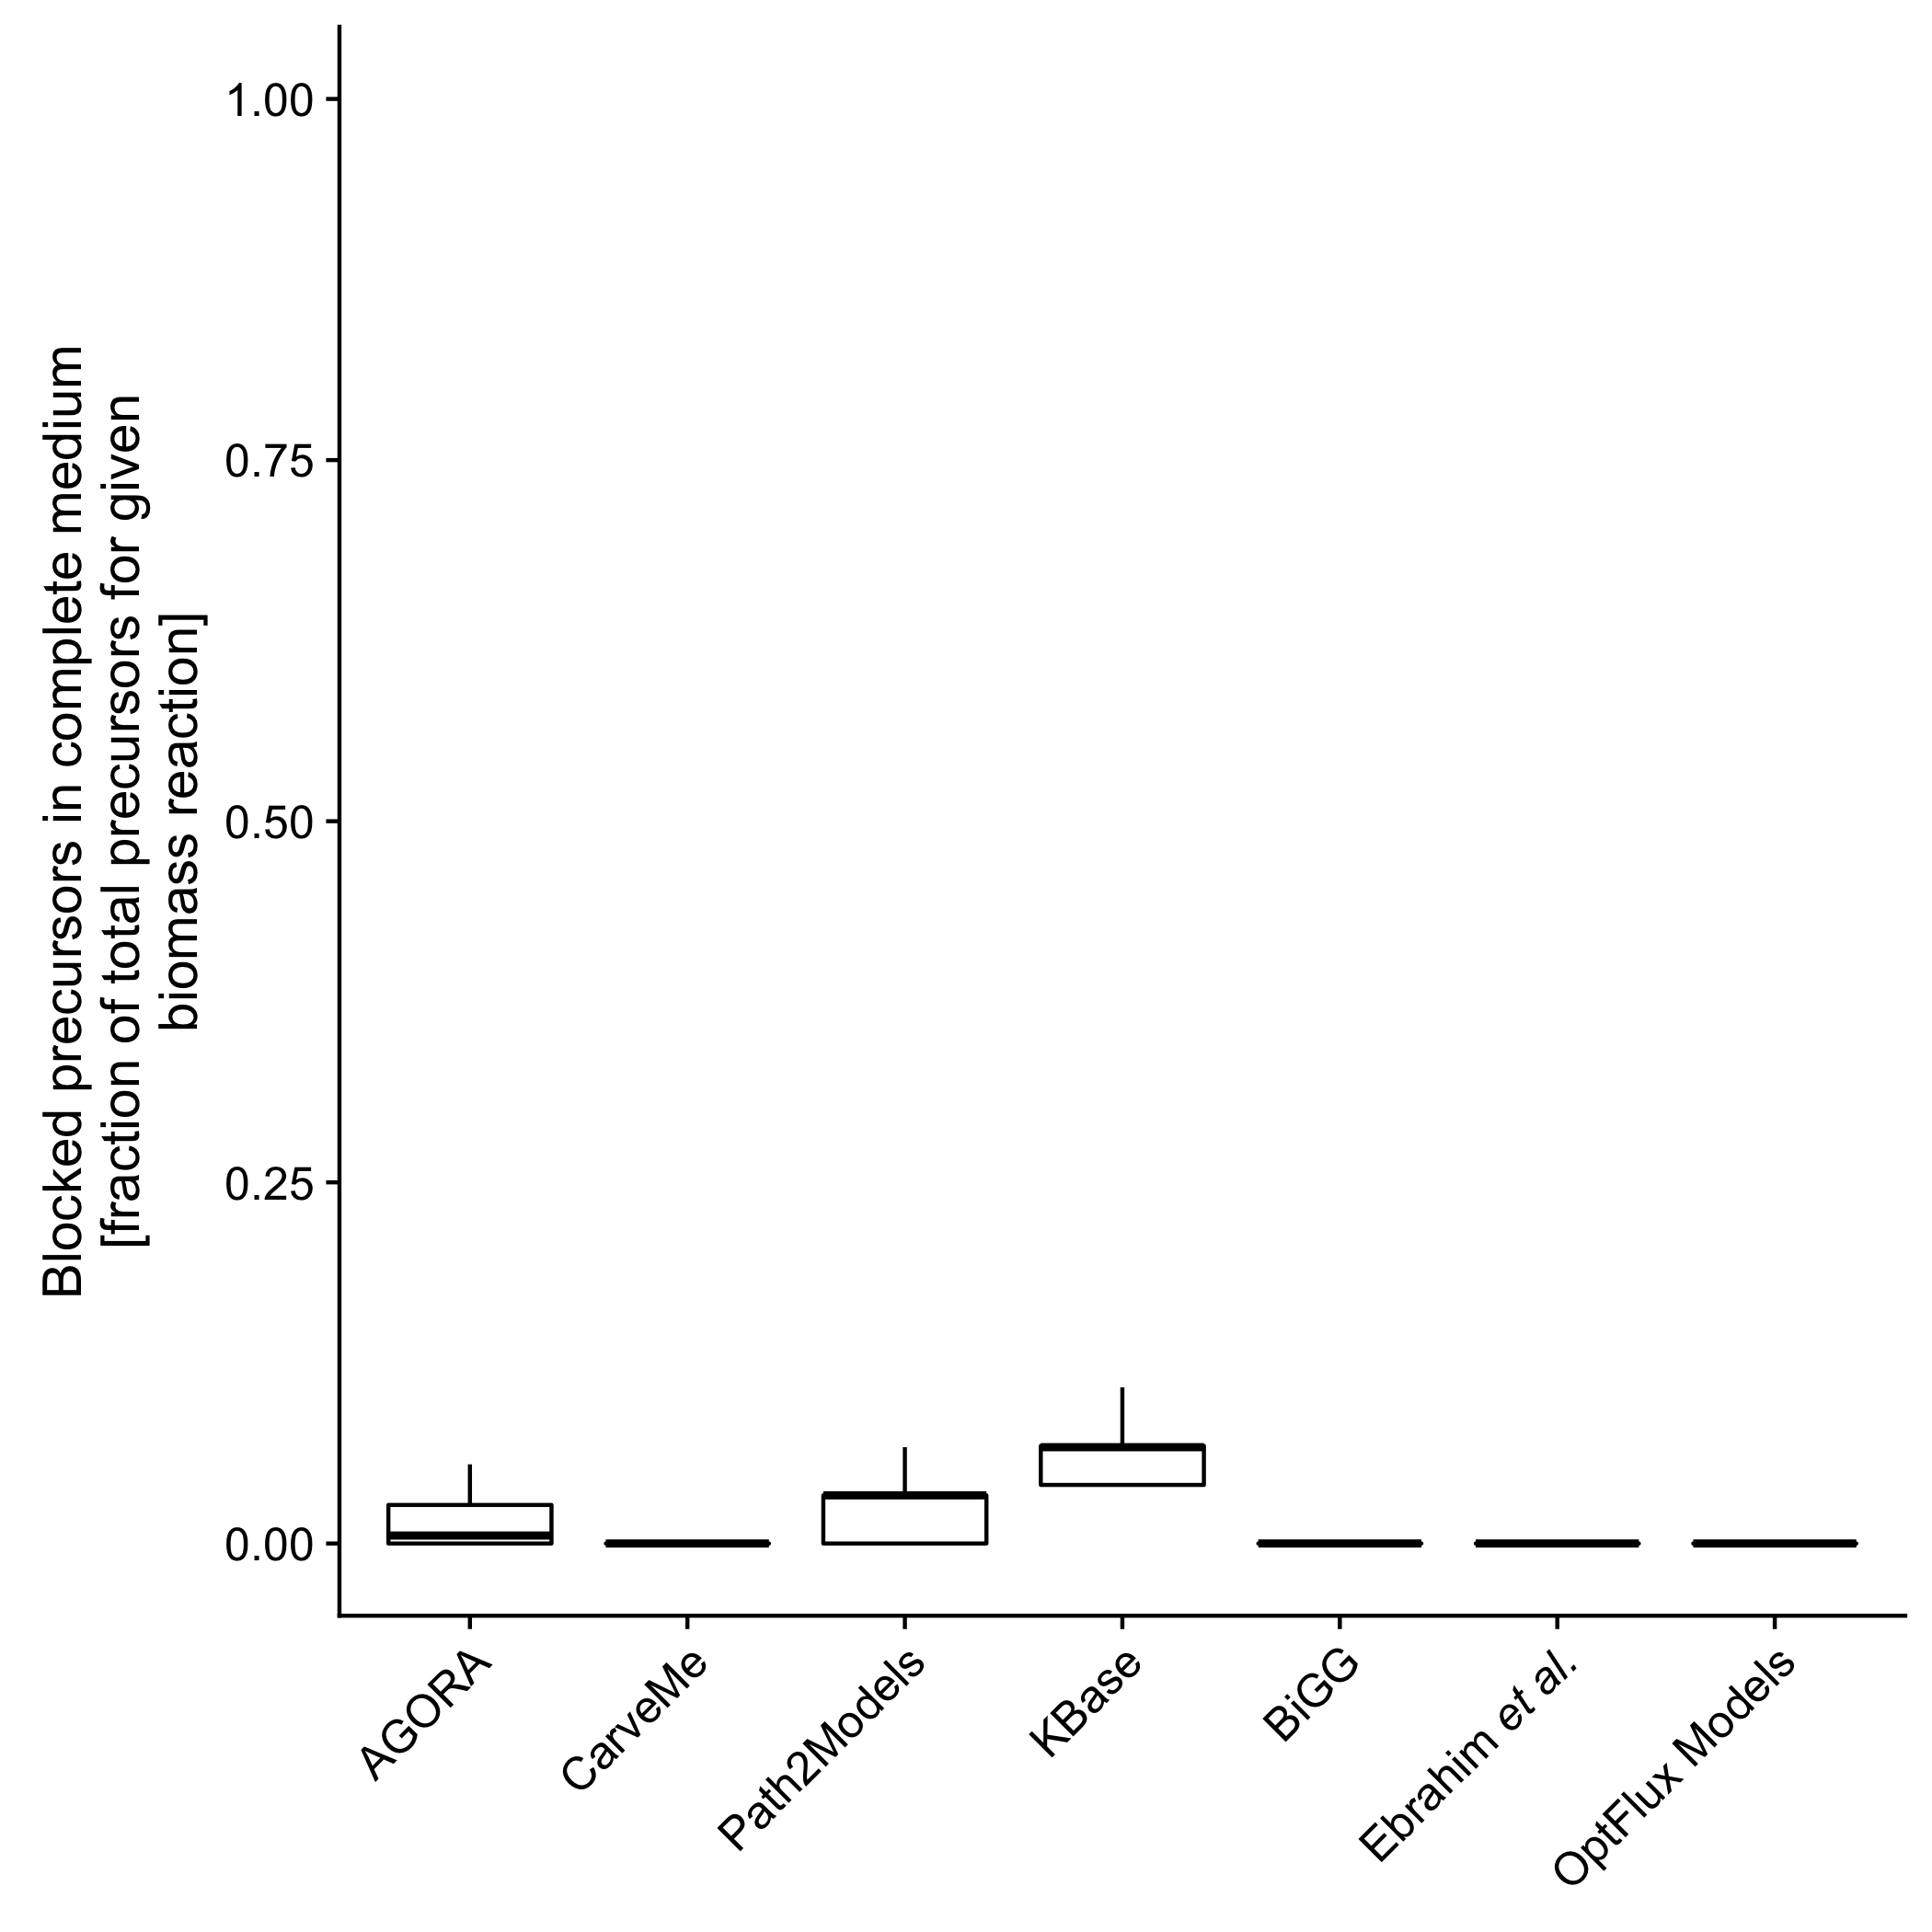 Blocked precursors in complete medium
[fraction of total precursors for given
biomass reaction]
1.00
0.75
0.50
0.25
0.00
AGORA
CarveMe
Path2Models
KBase
BiGG
Ebrahim et al.
OptFlux Models